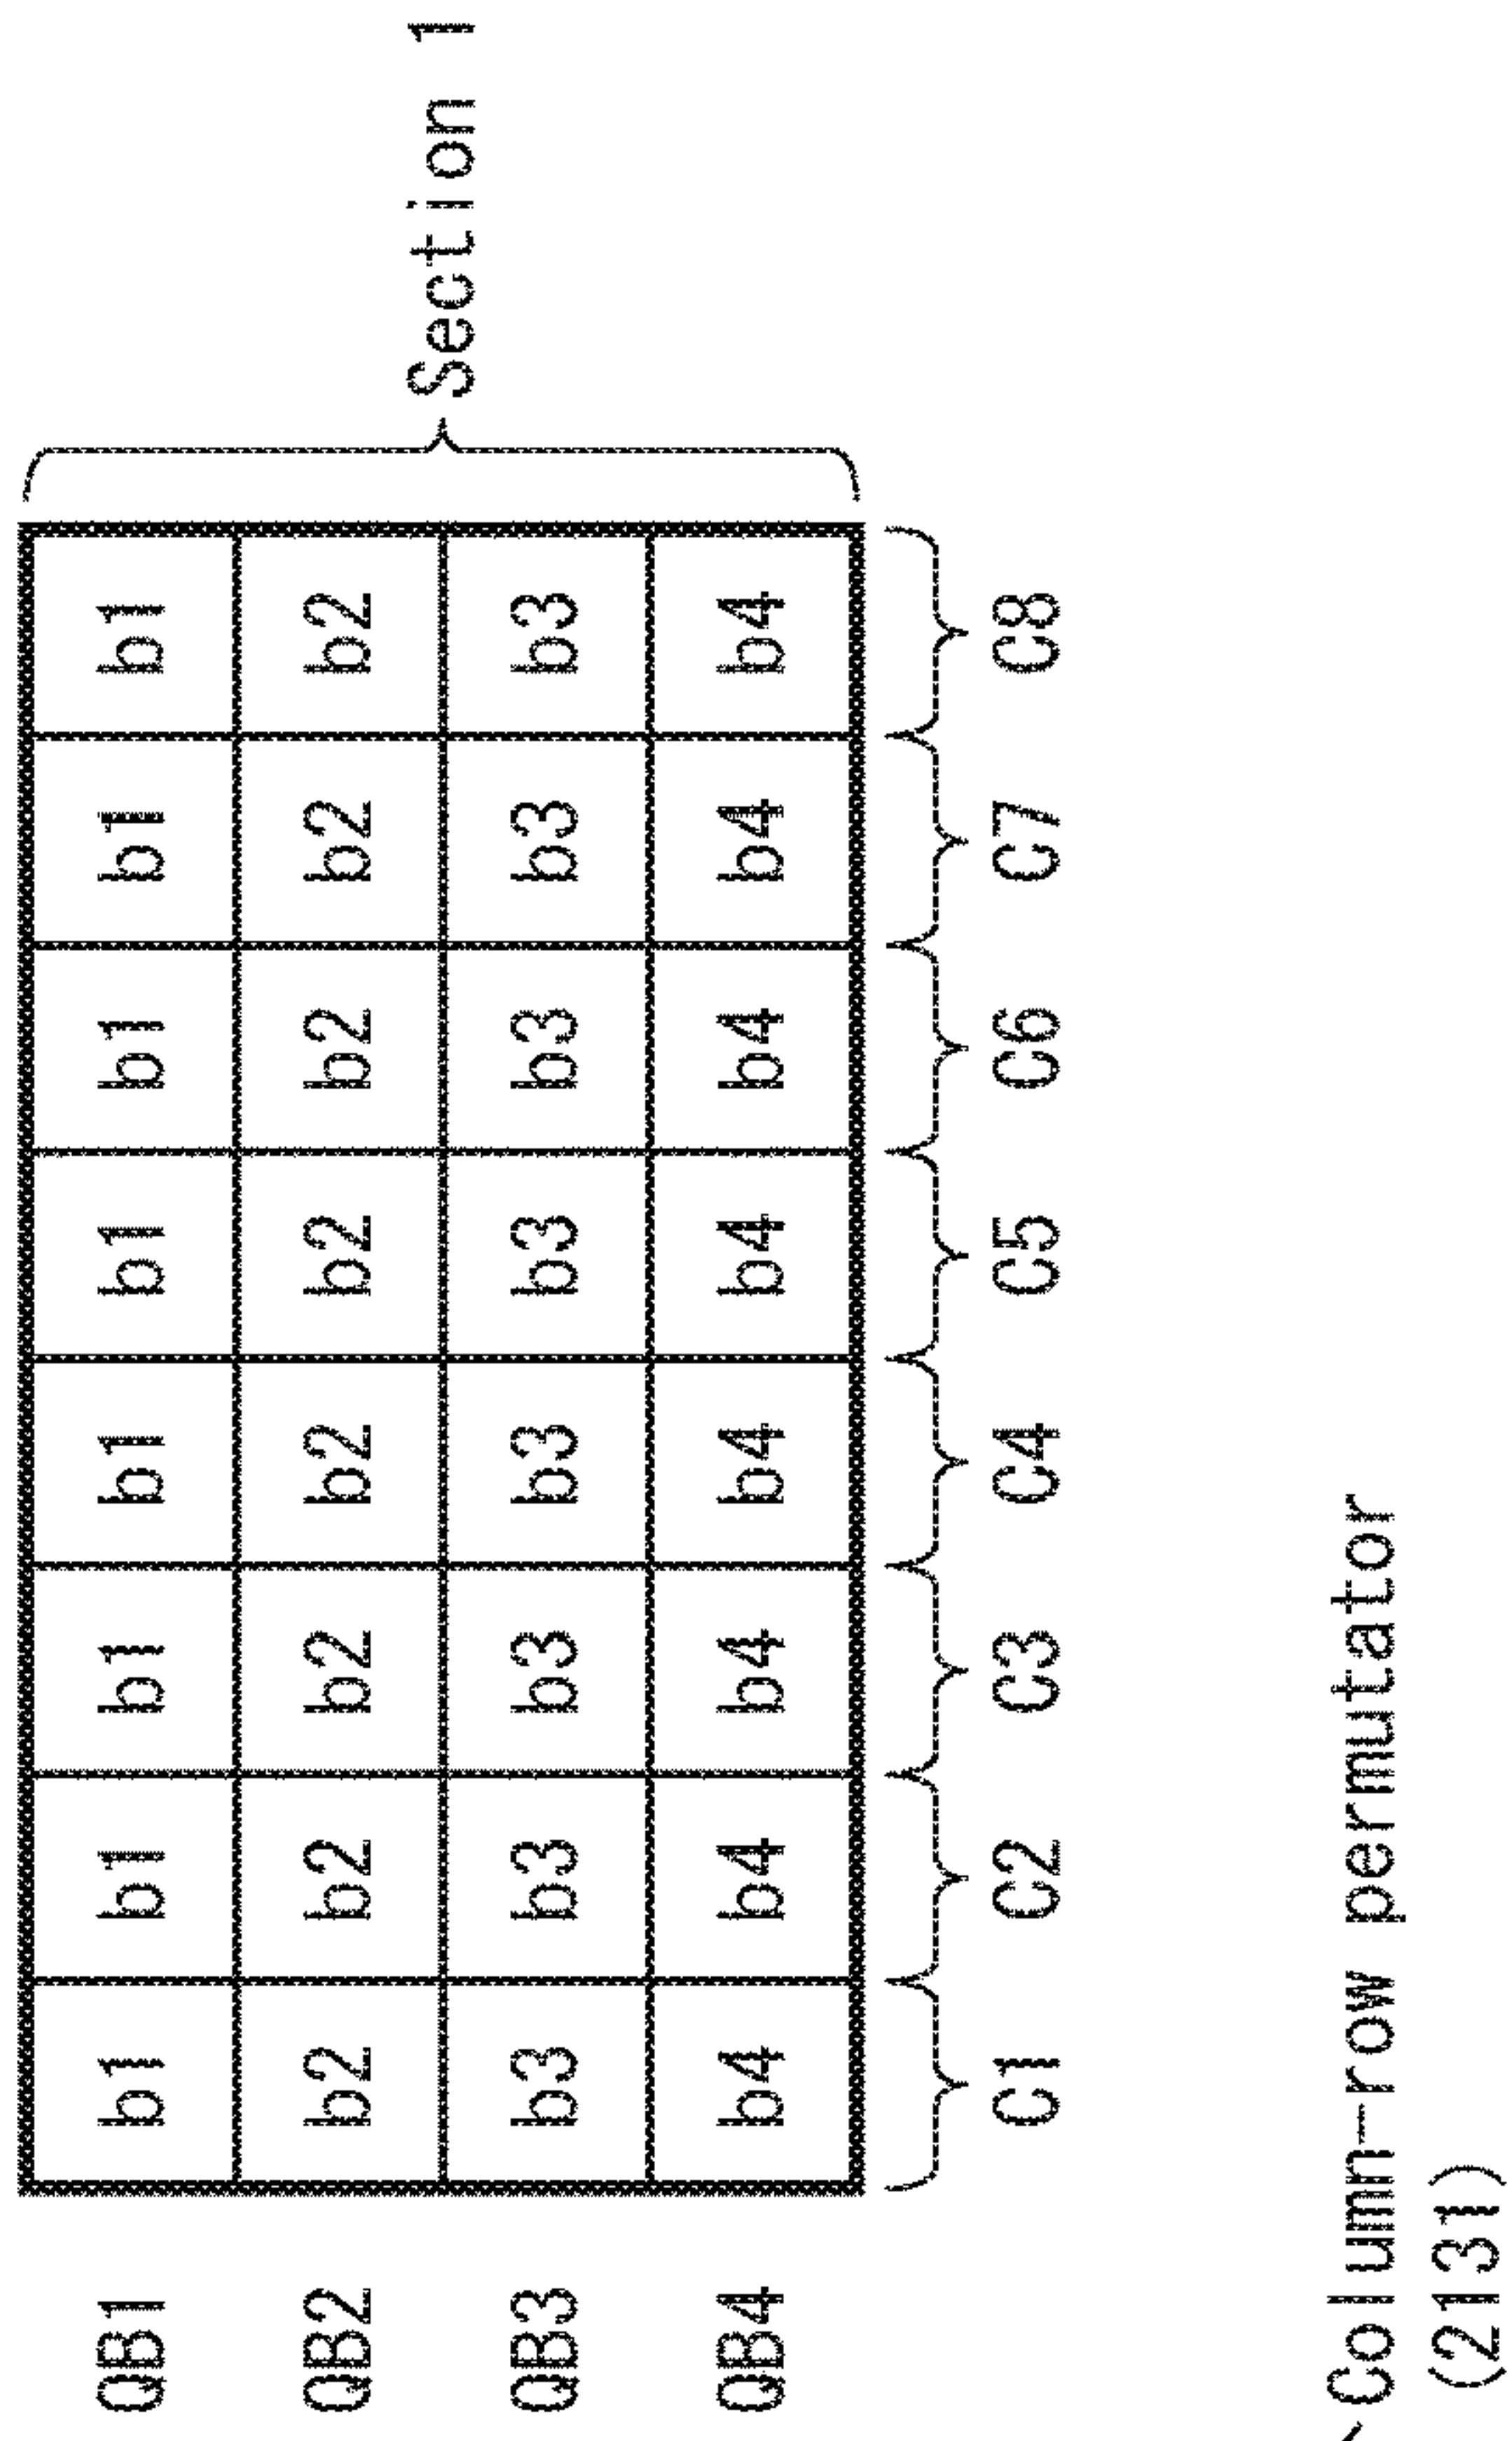 QB1 b1 b1 b1 b1 b1 b1 b1 b1
QB2 b2 b2 b2 b2 b2 b2 b2 b2
Section 1
QB3 b3 b3 b3 b3 b3 b3 b3 b3
QB4 b4 b4 b4 b4 b4 b4 b4 b4
C1 C2 C3 C4 C5 C6 C7 C8
Column-row permutator
(2131)